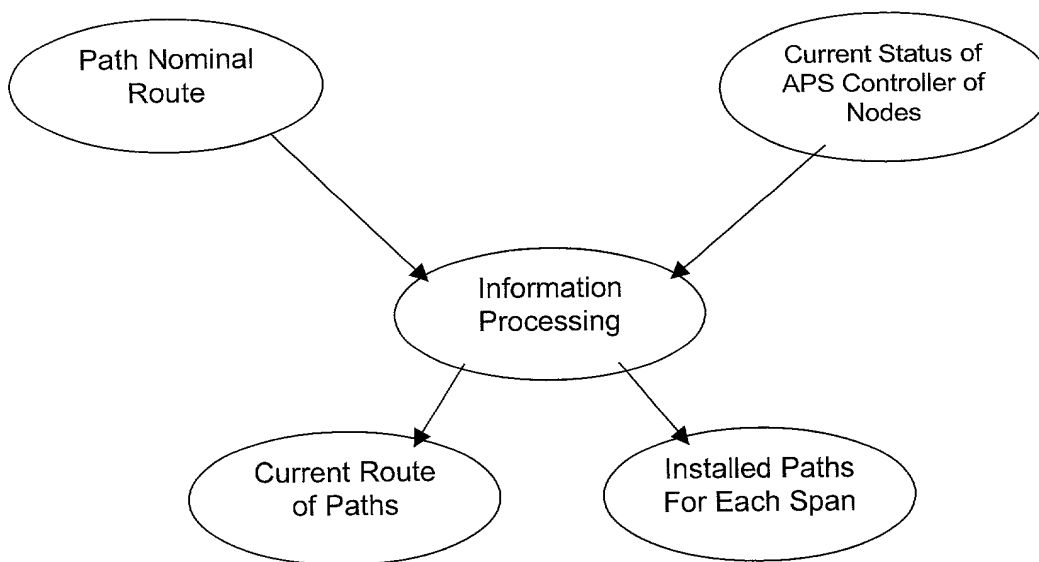 Path Nominal
Route
Current Status of
APS Controller of
Nodes
Information
Processing
Current Route
of Paths
Installed Paths
For Each Span